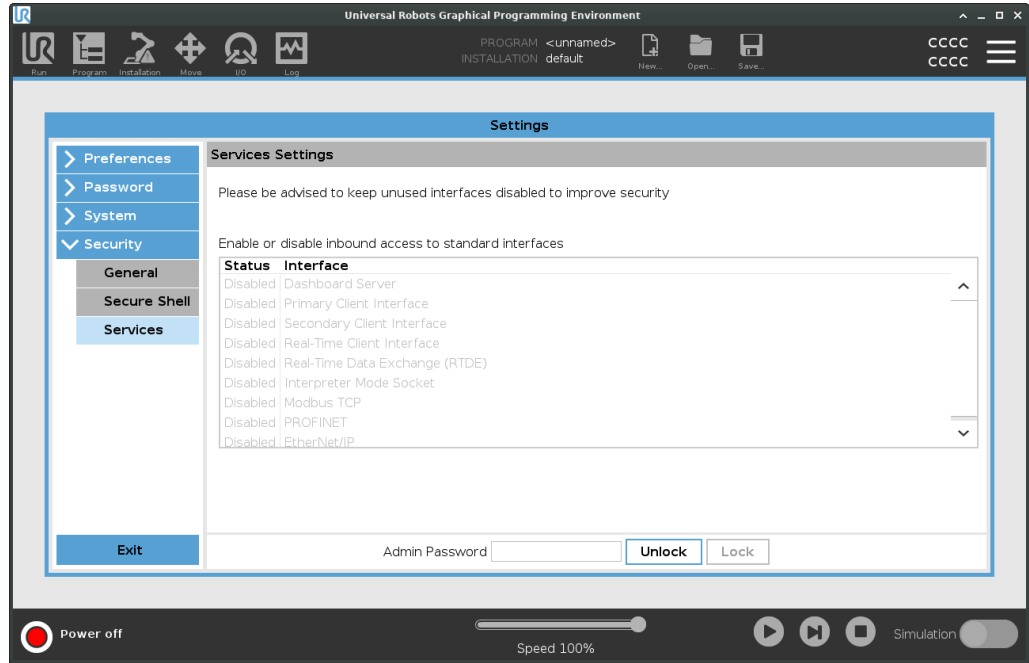 UR
Universal Robots Graphical Programming Environment
UR
Run
Program
Installation
Move
I/O
Log
PROGRAM <unnamed>
INSTALLATION default
New...
Open...
Save...
CCCC
CCCC
Settings
Preferences
Password
System
Security
General
Secure Shell
Services
Exit
Services Settings
Please be advised to keep unused interfaces disabled to improve security
Enable or disable inbound access to standard interfaces
Status Interface
Disabled Dashboard Server
Disabled Primary Client Interface
Disabled Secondary Client Interface
Disabled Real-Time Client Interface
Disabled Real-Time Data Exchange (RTDE)
Disabled Interpreter Mode Socket
Disabled Modbus TCP
Disabled PROFINET
Disabled EtherNet/IP
Admin Password
Unlock
Lock
Power off
Speed 100%
Simulation